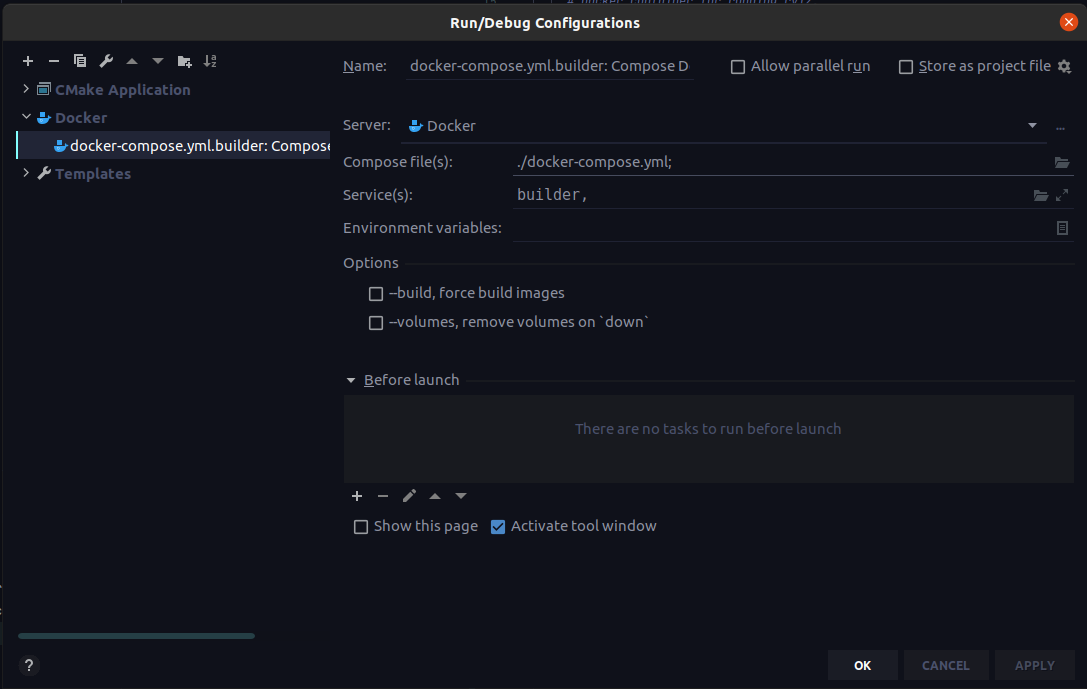 Run/Debug Configurations
CMake Application
Docker
docker-compose.yml.builder: Compose
Templates
Name: docker-compose.yml.builder: Compose D
Allow parallel run
Store as project file
Server: Docker
Compose file(s): ./docker-compose.yml;
Service(s): builder,
Environment variables:
Options
--build, force build images
--volumes, remove volumes on `down`
Before launch
There are no tasks to run before launch
Show this page
Activate tool window
?
OK
CANCEL
APPLY